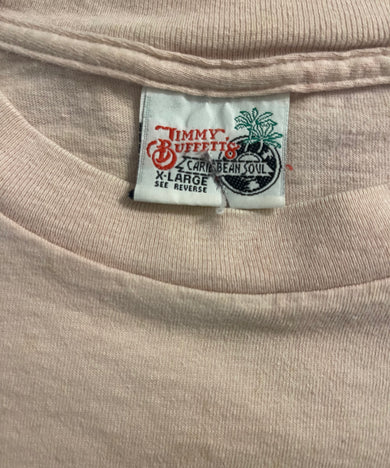 JIMMY
BUFFETT'S
CARIBBEAN SOUL
X-LARGE
SEE REVERSE